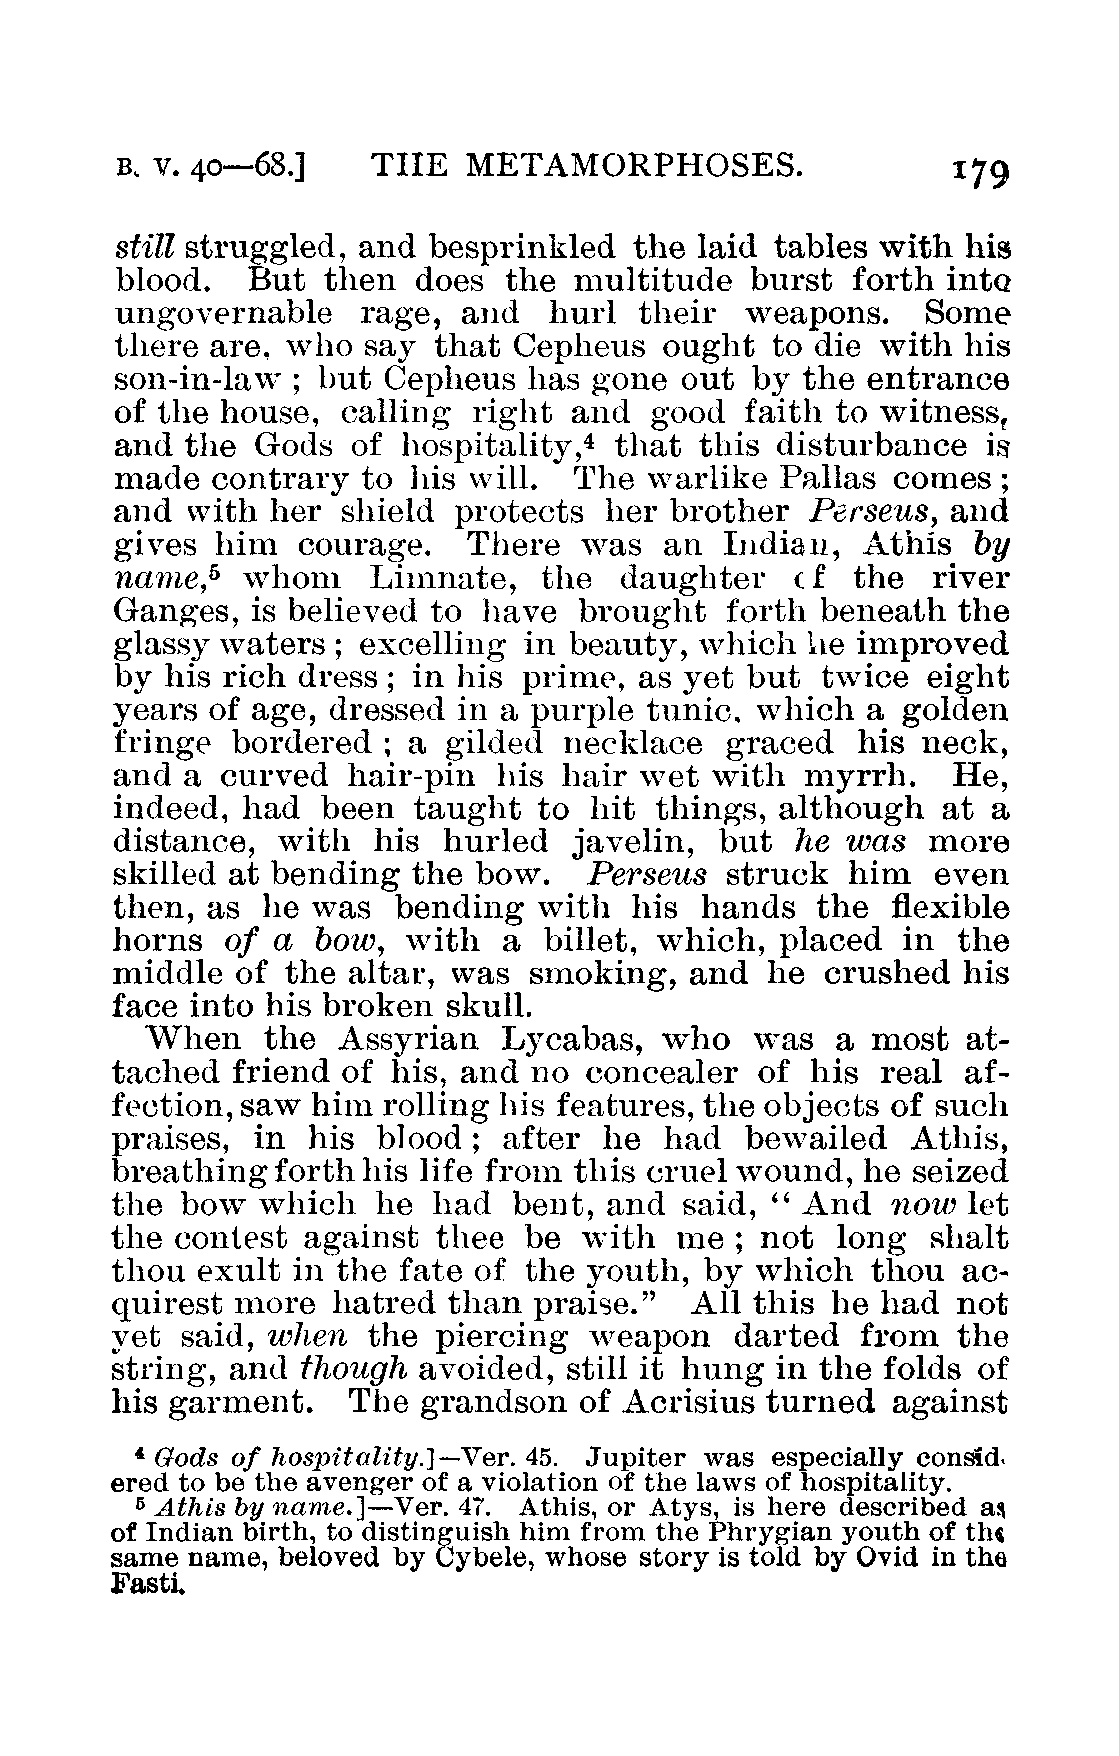 B. V. 40—68.] THE METAMORPHOSES. 179
still struggled, and besprinkled the laid tables with his
blood. But then does the multitude burst forth into
ungovernable rage, and hurl their weapons. Some
there are, who say that Cepheus ought to die with his
son-in-law ; but Cepheus has gone out by the entrance
of the house, calling right and good faith to witness,
and the Gods of hospitality,⁴ that this disturbance is
made contrary to his will. The warlike Pallas comes ;
and with her shield protects her brother Perseus, and
gives him courage. There was an Indian, Athis by
name,⁵ whom Limnate, the daughter of the river
Ganges, is believed to have brought forth beneath the
glassy waters ; excelling in beauty, which he improved
by his rich dress ; in his prime, as yet but twice eight
years of age, dressed in a purple tunic, which a golden
fringe bordered ; a gilded necklace graced his neck,
and a curved hair-pin his hair wet with myrrh. He,
indeed, had been taught to hit things, although at a
distance, with his hurled javelin, but he was more
skilled at bending the bow. Perseus struck him even
then, as he was bending with his hands the flexible
horns of a bow, with a billet, which, placed in the
middle of the altar, was smoking, and he crushed his
face into his broken skull.
When the Assyrian Lycabas, who was a most at-
tached friend of his, and no concealer of his real af-
fection, saw him rolling his features, the objects of such
praises, in his blood ; after he had bewailed Athis,
breathing forth his life from this cruel wound, he seized
the bow which he had bent, and said, “ And now let
the contest against thee be with me ; not long shalt
thou exult in the fate of the youth, by which thou ac-
quirest more hatred than praise.” All this he had not
yet said, when the piercing weapon darted from the
string, and though avoided, still it hung in the folds of
his garment. The grandson of Acrisius turned against
⁴ Gods of hospitality.]—Ver. 45. Jupiter was especially consid-
ered to be the avenger of a violation of the laws of hospitality.
⁵ Athis by name.]—Ver. 47. Athis, or Atys, is here described as
of Indian birth, to distinguish him from the Phrygian youth of the
same name, beloved by Cybele, whose story is told by Ovid in the
Fasti.